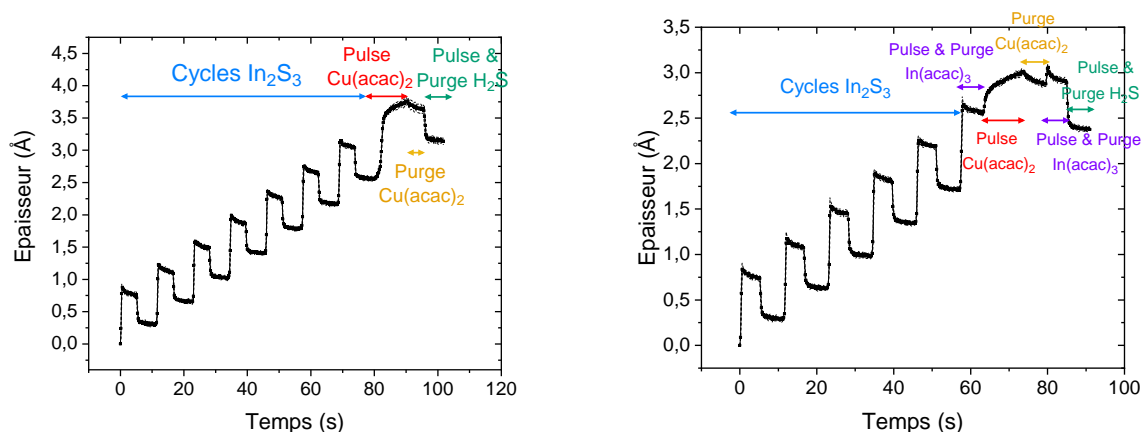 4,5
4,0
3,5
3,0
2,5
2,0
1,5
1,0
0,5
0,0
Epaisseur (Å)
Cycles In₂S₃
Pulse
Cu(acac)₂
Pulse &
Purge H₂S
Purge
Cu(acac)₂
0 20 40 60 80 100 120
Temps (s)
3,5
3,0
2,5
2,0
1,5
1,0
0,5
0,0
Epaisseur (Å)
Purge
Cu(acac)₂
Pulse & Purge
In(acac)₃
Cycles In₂S₃
Pulse &
Purge H₂S
Pulse
Cu(acac)₂
Pulse & Purge
In(acac)₃
0 20 40 60 80 100
Temps (s)